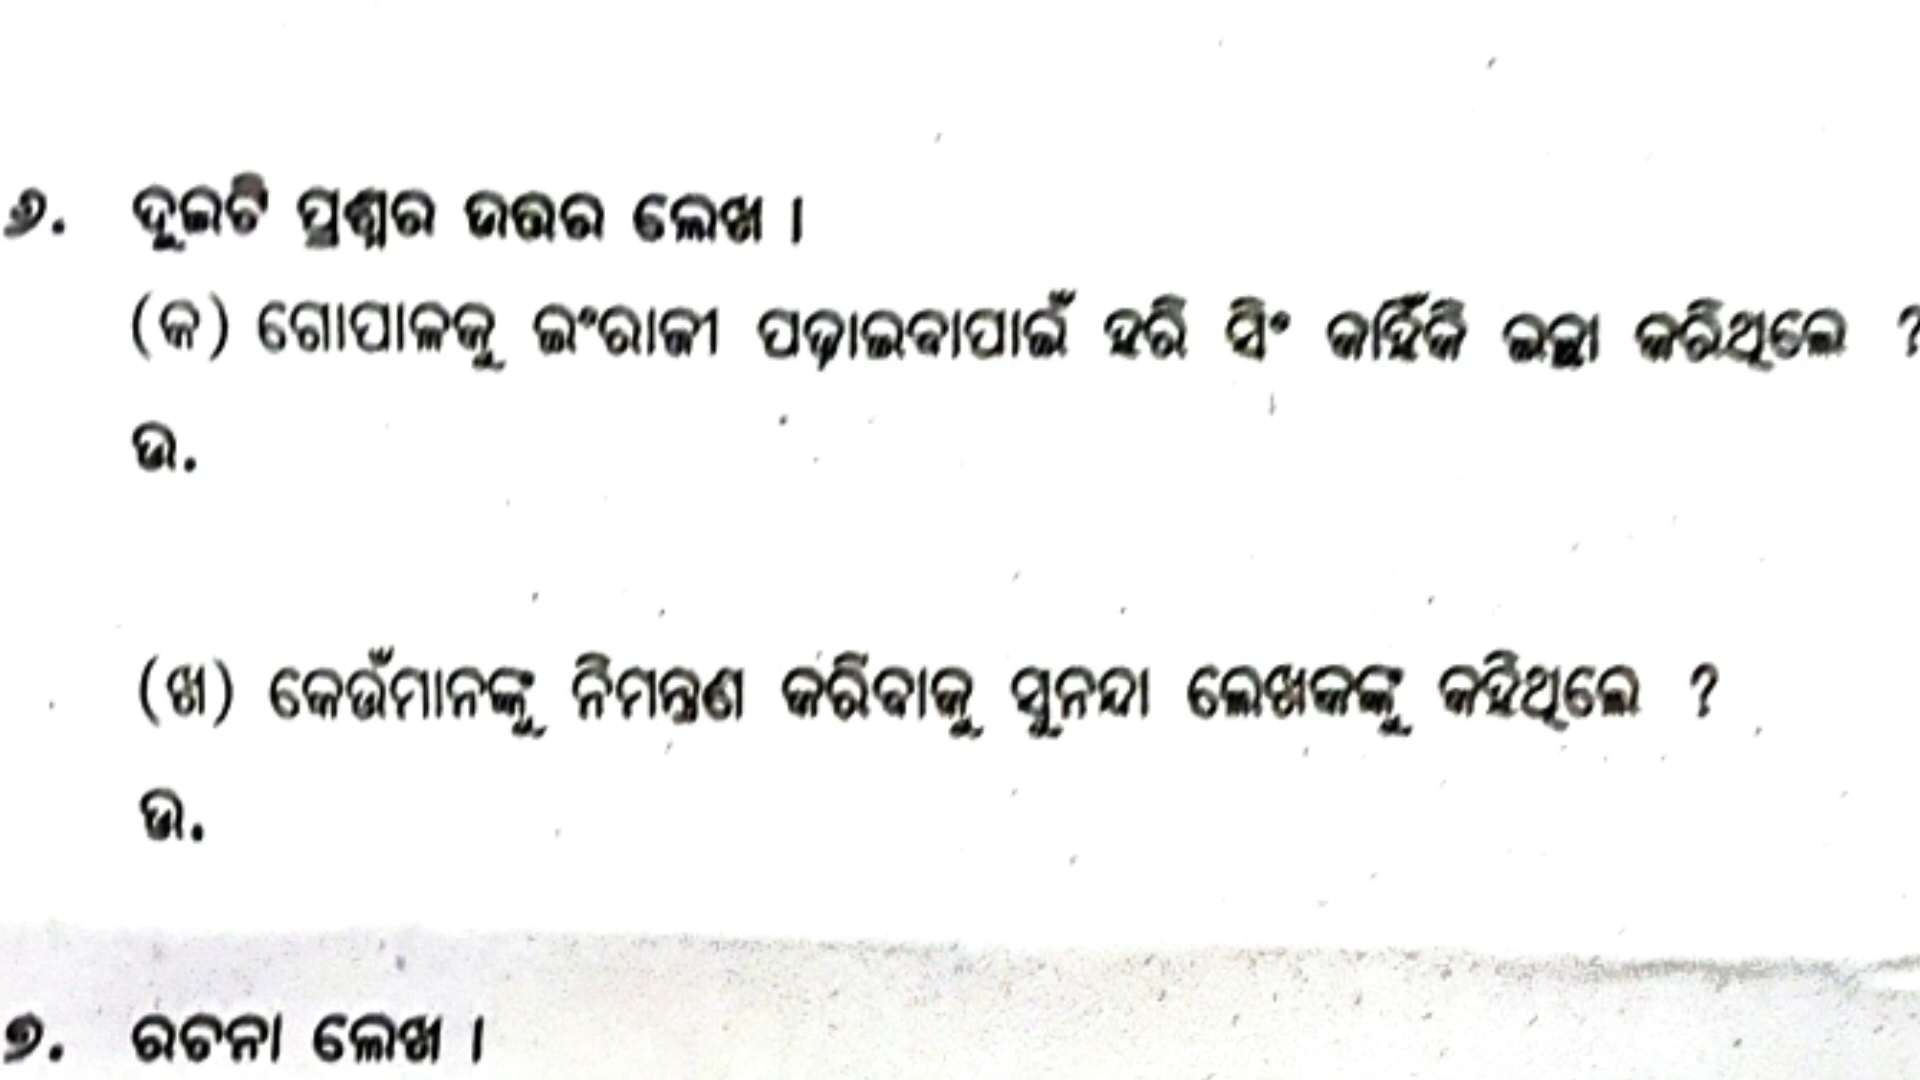 ୬. ଦୁଇଟି ପ୍ରଶ୍ନର ଉତ୍ତର ଲେଖ ।
(କ) ଗୋପାଳକୁ ଇଂରାଜୀ ପଢ଼ାଇବାପାଇଁ ହରି ସିଂ କାହିଁକି ଇଚ୍ଛା କରିଥିଲେ ?
ଉ.
(ଖ) କେଉଁମାନଙ୍କୁ ନିମନ୍ତ୍ରଣ କରିବାକୁ ସୁନନ୍ଦା ଲେଖକଙ୍କୁ କହିଥିଲେ ?
ଉ.
୭. ରଚନା ଲେଖ ।